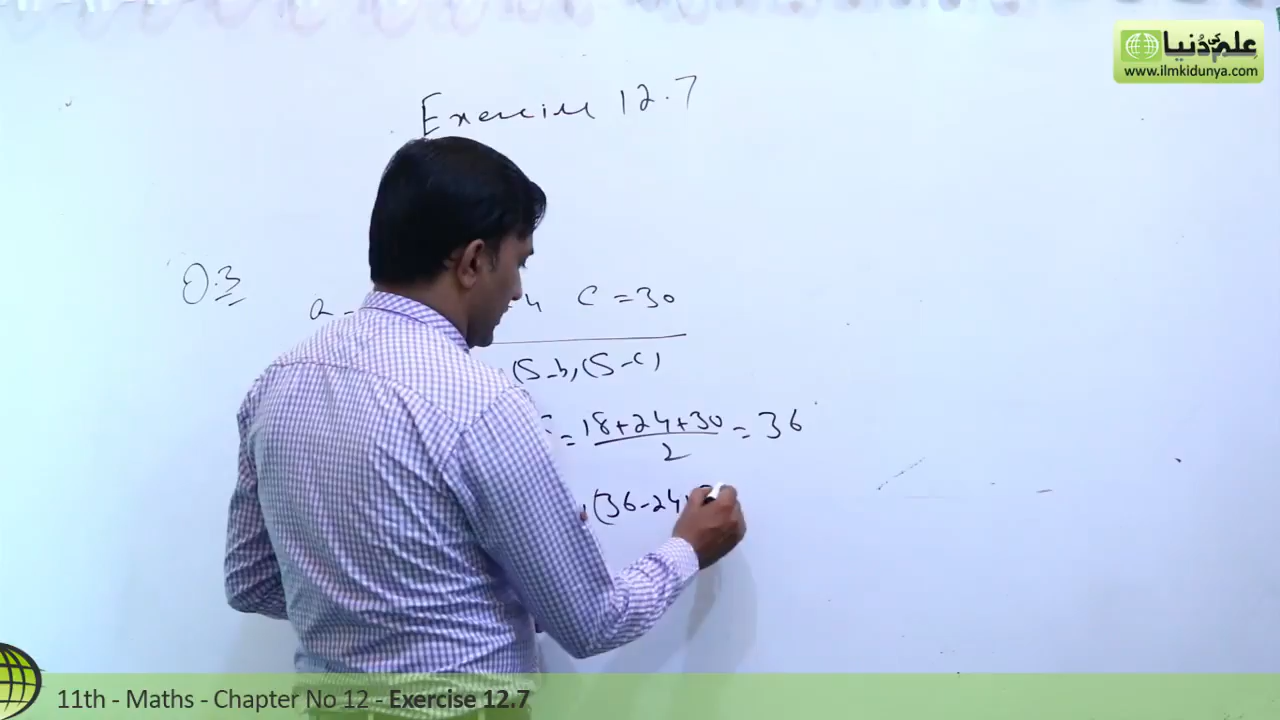 علم کی دنیا
www.ilmkidunya.com
Exercise 12.7
Q.3
a = 4 C = 30
(S-b)(S-c)
= 18+24+30 = 36
2
(36-24)
11th - Maths - Chapter No 12 - Exercise 12.7